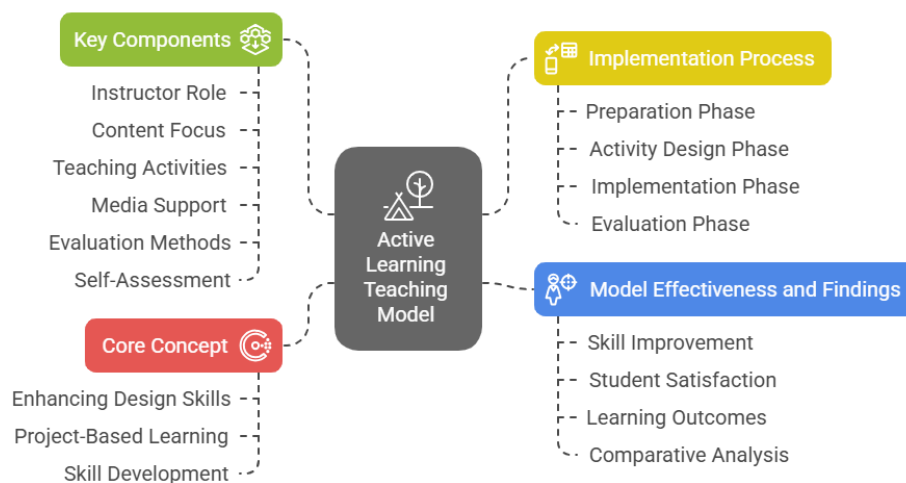 Key Components
Instructor Role
Content Focus
Teaching Activities
Media Support
Evaluation Methods
Self-Assessment
Core Concept
Enhancing Design Skills
Project-Based Learning
Skill Development
Active
Learning
Teaching
Model
Implementation Process
Preparation Phase
Activity Design Phase
Implementation Phase
Evaluation Phase
Model Effectiveness and Findings
Skill Improvement
Student Satisfaction
Learning Outcomes
Comparative Analysis